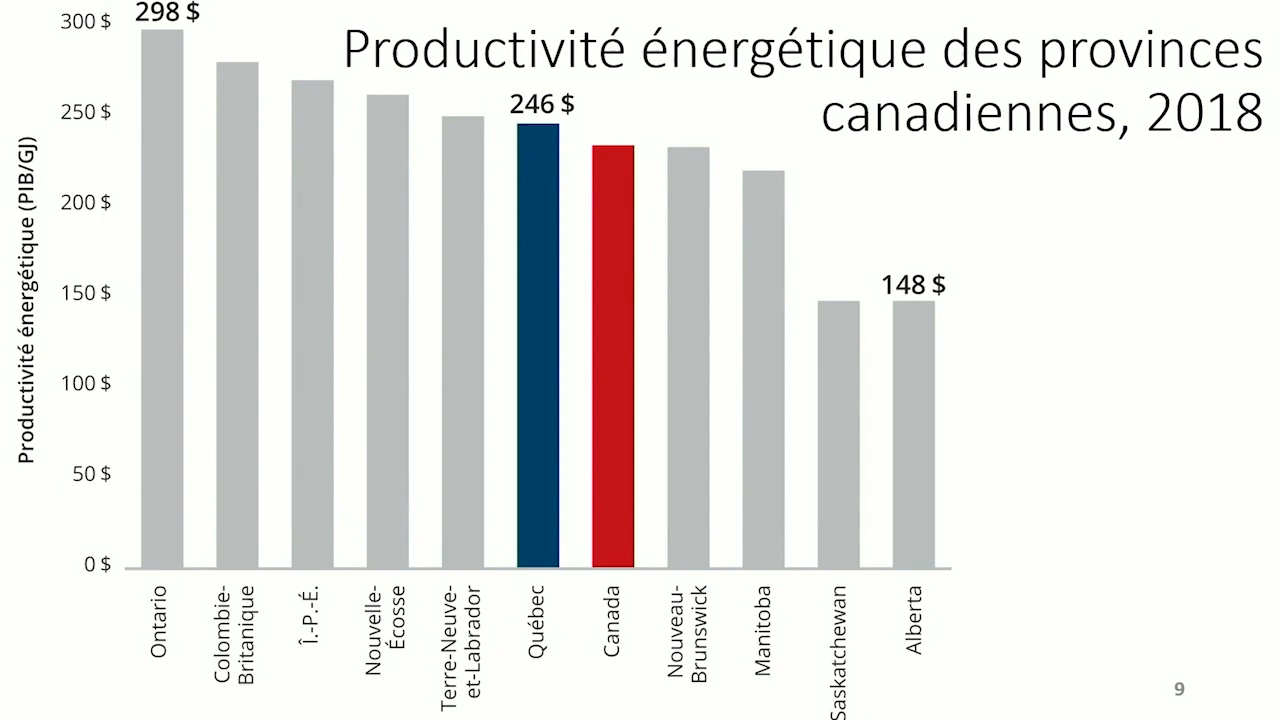 Productivité énergétique des provinces
canadiennes, 2018
Productivité énergétique (PIB/GJ)
300 $
250 $
200 $
150 $
100 $
50 $
0 $
298 $
246 $
148 $
Ontario
Colombie-
Britanique
Î.-P.-É.
Nouvelle-
Écosse
Terre-Neuve-
et-Labrador
Québec
Canada
Nouveau-
Brunswick
Manitoba
Saskatchewan
Alberta
9